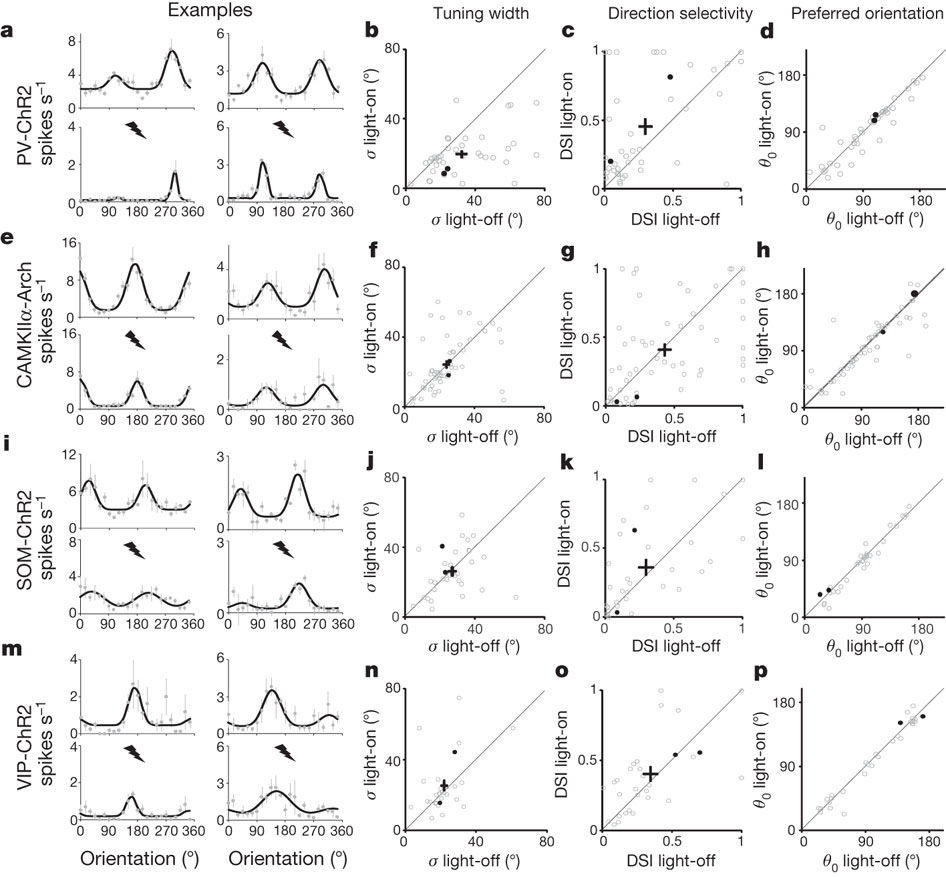 Examples
Tuning width
Direction selectivity
Preferred orientation
a
b
c
d
PV-ChR2
spikes s⁻¹
8
4
0
6
3
0
4
2
0
6
3
0
0 90 180 270 360
0 90 180 270 360
80
40
0
0 40 80
σ light-on (°)
σ light-off (°)
1
0.5
0
0 0.5 1
DSI light-on
DSI light-off
180
90
0
0 90 180
θ0 light-on (°)
θ0 light-off (°)
e
f
g
h
CAMKIIα-Arch
spikes s⁻¹
16
8
0
4
2
0
16
8
0
4
2
0
0 90 180 270 360
0 90 180 270 360
80
40
0
0 40 80
σ light-on (°)
σ light-off (°)
1
0.5
0
0 0.5 1
DSI light-on
DSI light-off
180
90
0
0 90 180
θ0 light-on (°)
θ0 light-off (°)
i
j
k
l
SOM-ChR2
spikes s⁻¹
12
6
0
3
2
0
8
4
0
3
2
0
0 90 180 270 360
0 90 180 270 360
80
40
0
0 40 80
σ light-on (°)
σ light-off (°)
1
0.5
0
0 0.5 1
DSI light-on
DSI light-off
180
90
0
0 90 180
θ0 light-on (°)
θ0 light-off (°)
m
n
o
p
VIP-ChR2
spikes s⁻¹
4
2
0
6
3
0
4
2
0
6
3
0
0 90 180 270 360
0 90 180 270 360
Orientation (°)
Orientation (°)
80
40
0
0 40 80
σ light-on (°)
σ light-off (°)
1
0.5
0
0 0.5 1
DSI light-on
DSI light-off
180
90
0
0 90 180
θ0 light-on (°)
θ0 light-off (°)